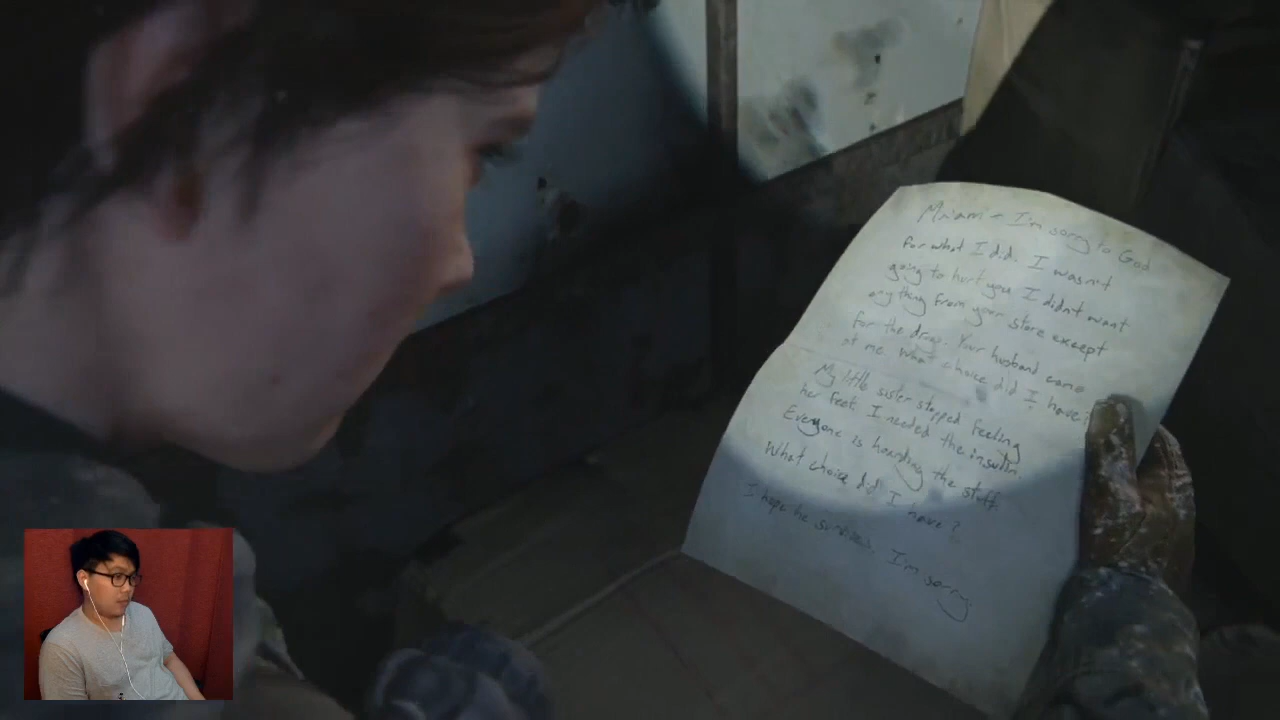 Miriam - I'm sorry to God
for what I did. I wasn't
going to hurt you. I didn't want
anything from your store except
for the drugs. Your husband came
at me. What choice did I have?
My little sister stopped feeling
her feet. I needed the insulin.
Everyone is hoarding the stuff.
What choice did I have?
I hope he survives. I'm sorry.